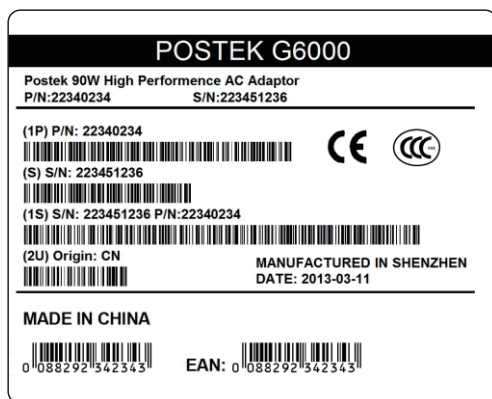 POSTEK G6000
Postek 90W High Performence AC Adaptor
P/N:22340234 S/N:223451236
(1P) P/N: 22340234
CE CCC
(S) S/N: 223451236
(1S) S/N: 223451236 P/N:22340234
(2U) Origin: CN
MANUFACTURED IN SHENZHEN
DATE: 2013-03-11
MADE IN CHINA
0 088292 342343 EAN: 0 088292 342343